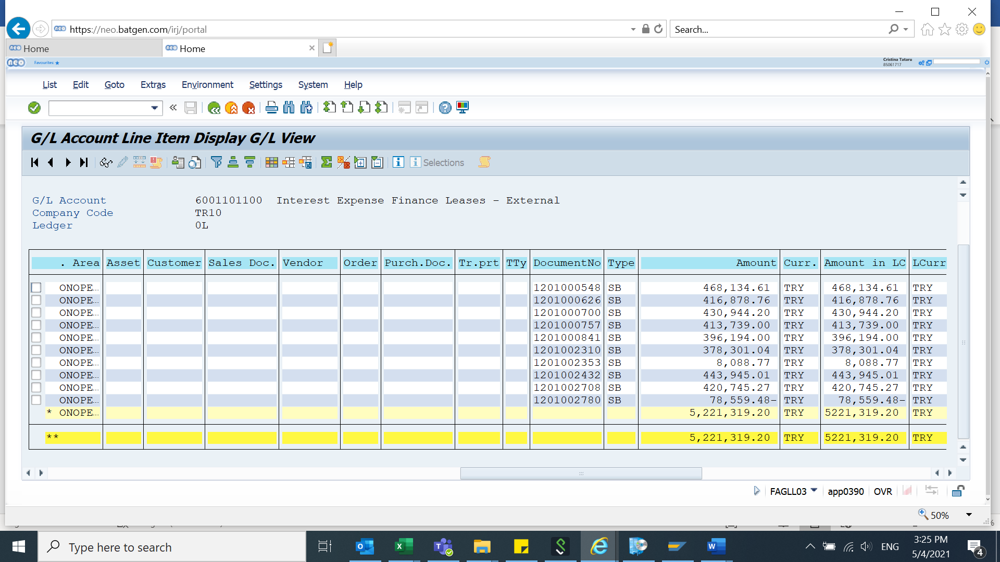 https://neo.batgen.com/irj/portal
Search...
neo Home
neo Home
neo Favourites:
Cristina Tataru
85061717
List Edit Goto Extras Environment Settings System Help
G/L Account Line Item Display G/L View
Selections
G/L Account 6001101100 Interest Expense Finance Leases - External
Company Code TR10
Ledger 0L
. Area Asset Customer Sales Doc. Vendor Order Purch.Doc. Tr.prt TTy DocumentNo Type Amount Curr. Amount in LC LCurr
ONOPE... 1201000548 SB 468,134.61 TRY 468,134.61 TRY
ONOPE... 1201000626 SB 416,878.76 TRY 416,878.76 TRY
ONOPE... 1201000700 SB 430,944.20 TRY 430,944.20 TRY
ONOPE... 1201000757 SB 413,739.00 TRY 413,739.00 TRY
ONOPE... 1201000841 SB 396,194.00 TRY 396,194.00 TRY
ONOPE... 1201002310 SB 378,301.04 TRY 378,301.04 TRY
ONOPE... 1201002353 SB 8,088.77 TRY 8,088.77 TRY
ONOPE... 1201002432 SB 443,945.01 TRY 443,945.01 TRY
ONOPE... 1201002708 SB 420,745.27 TRY 420,745.27 TRY
ONOPE... 1201002780 SB 78,559.48- TRY 78,559.48- TRY
* ONOPE... 5,221,319.20 TRY 5221,319.20 TRY
** 5,221,319.20 TRY 5221,319.20 TRY
FAGLL03 app0390 OVR
50%
Type here to search
ENG
3:25 PM
5/4/2021
4